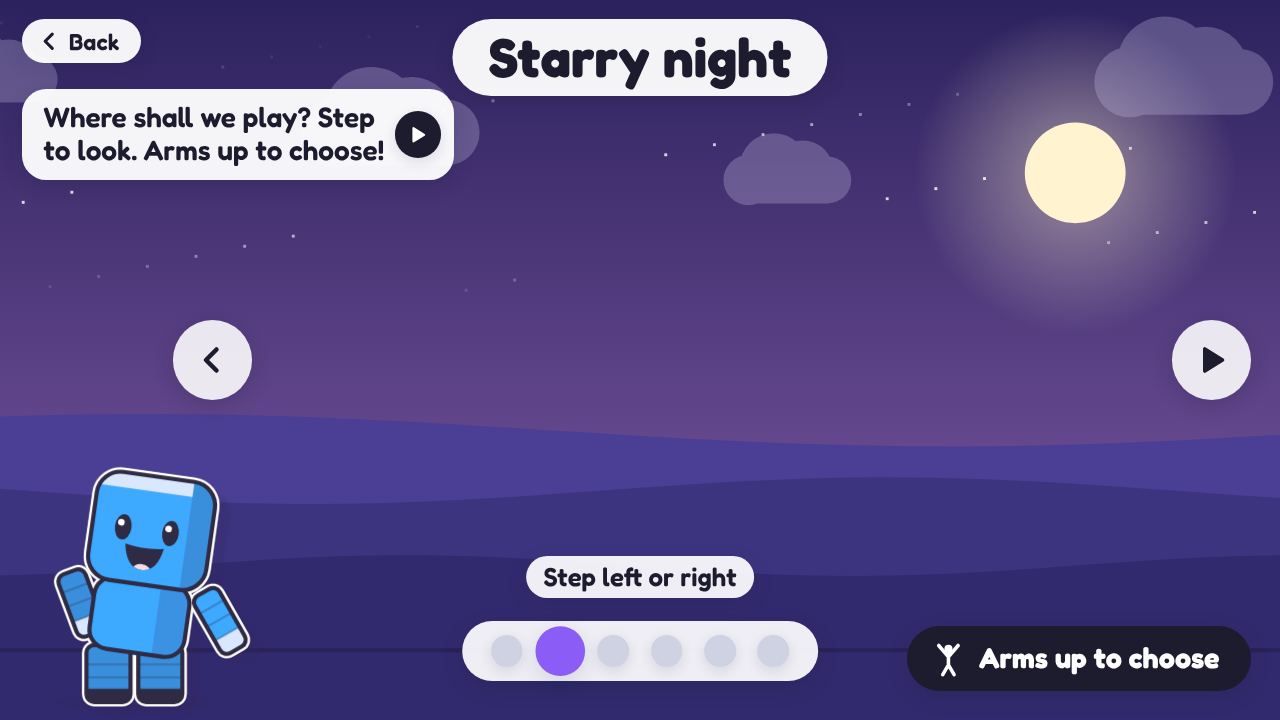 Back
Starry night
Where shall we play? Step
to look. Arms up to choose!
Step left or right
Arms up to choose